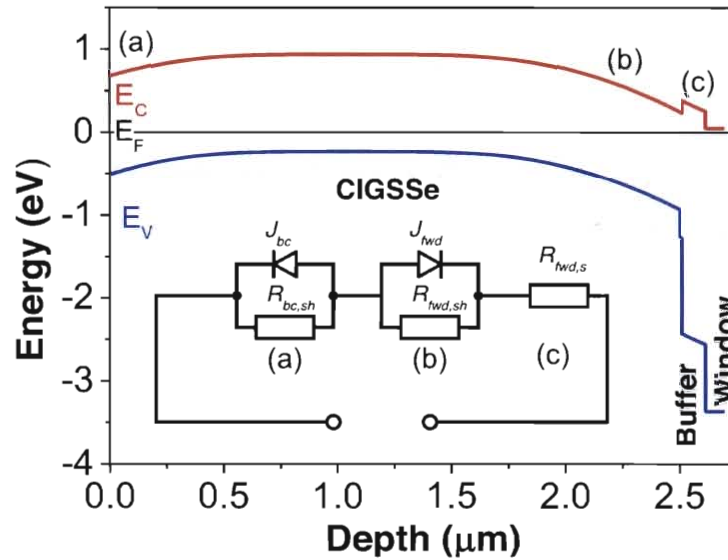 1
0
-1
-2
-3
-4
Energy (eV)
(a)
(b)
(c)
E_C
E_F
E_V
CIGSSe
J_bc
J_fwd
R_fwd,s
R_bc,sh
R_fwd,sh
(a)
(b)
(c)
Buffer
Window
0.0 0.5 1.0 1.5 2.0 2.5
Depth (μm)